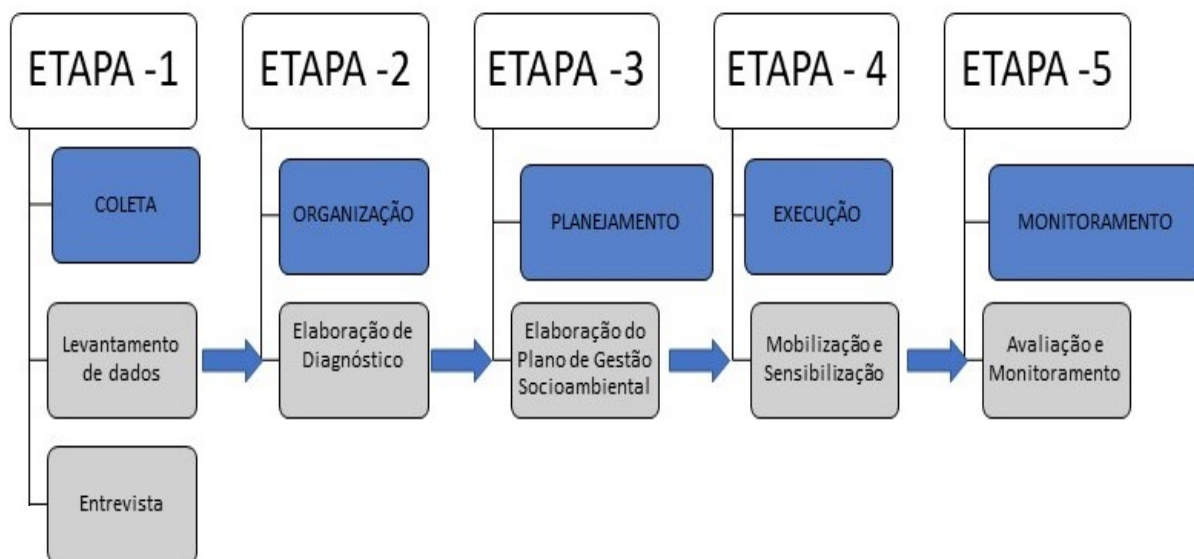 ETAPA -1
ETAPA -2
ETAPA -3
ETAPA - 4
ETAPA -5
COLETA
ORGANIZAÇÃO
PLANEJAMENTO
EXECUÇÃO
MONITORAMENTO
Levantamento
de dados
Elaboração de
Diagnóstico
Elaboração do
Plano de Gestão
Socioambiental
Mobilização e
Sensibilização
Avaliação e
Monitoramento
Entrevista